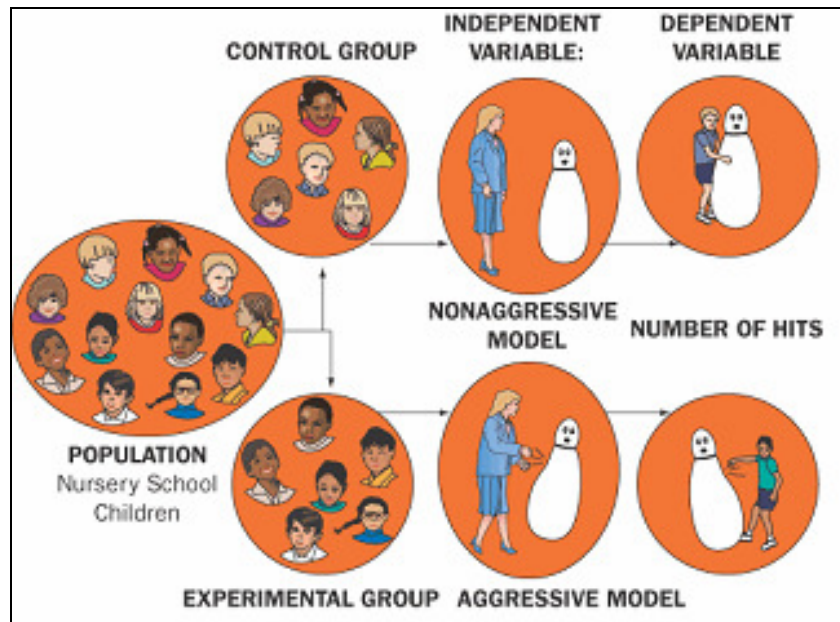 CONTROL GROUP
INDEPENDENT
VARIABLE:
DEPENDENT
VARIABLE
NONAGGRESSIVE
MODEL
NUMBER OF HITS
POPULATION
Nursery School
Children
EXPERIMENTAL GROUP
AGGRESSIVE MODEL